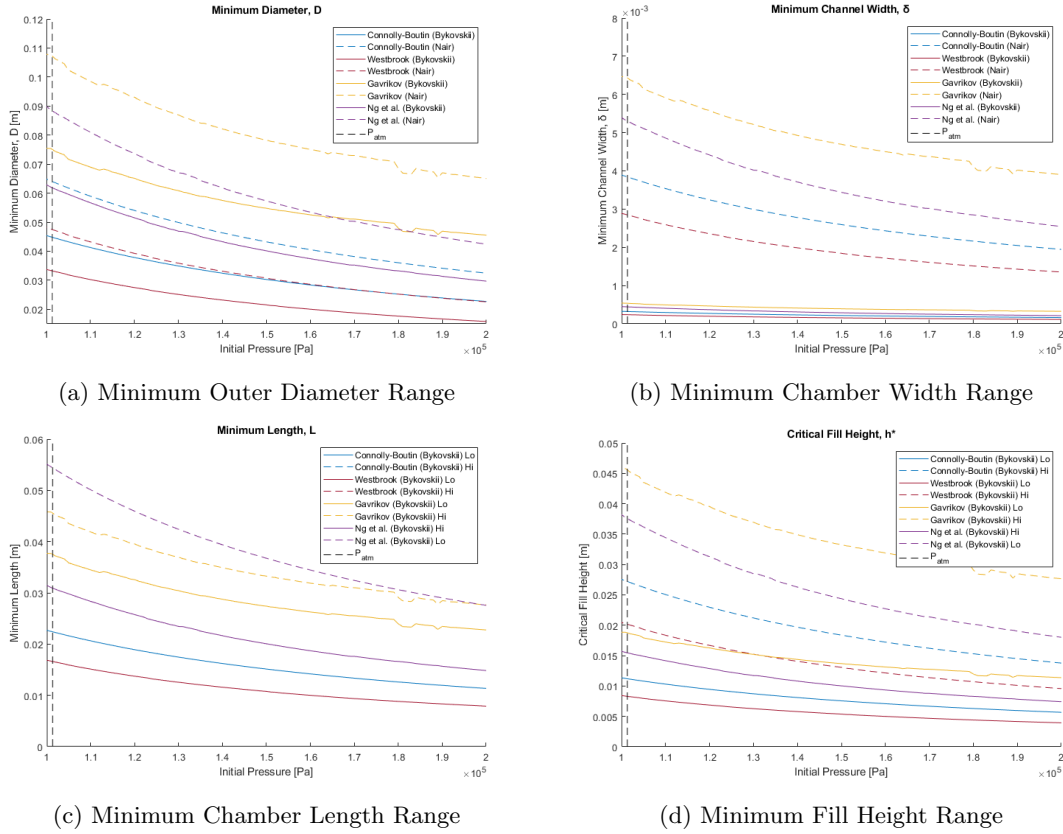 Minimum Diameter, D
Minimum Diameter, D [m]
0.12
0.11
0.1
0.09
0.08
0.07
0.06
0.05
0.04
0.03
0.02
Connolly-Boutin (Bykovskii)
Connolly-Boutin (Nair)
Westbrook (Bykovskii)
Westbrook (Nair)
Gavrikov (Bykovskii)
Gavrikov (Nair)
Ng et al. (Bykovskii)
Ng et al. (Nair)
P_atm
1 1.1 1.2 1.3 1.4 1.5 1.6 1.7 1.8 1.9 2
Initial Pressure [Pa]
×10^5
(a) Minimum Outer Diameter Range
Minimum Channel Width, δ
×10^-3
Minimum Channel Width, δ [m]
8
7
6
5
4
3
2
1
0
Connolly-Boutin (Bykovskii)
Connolly-Boutin (Nair)
Westbrook (Bykovskii)
Westbrook (Nair)
Gavrikov (Bykovskii)
Gavrikov (Nair)
Ng et al. (Bykovskii)
Ng et al. (Nair)
P_atm
1 1.1 1.2 1.3 1.4 1.5 1.6 1.7 1.8 1.9 2
Initial Pressure [Pa]
×10^5
(b) Minimum Chamber Width Range
Minimum Length, L
Minimum Length [m]
0.06
0.05
0.04
0.03
0.02
0.01
0
Connolly-Boutin (Bykovskii) Lo
Connolly-Boutin (Bykovskii) Hi
Westbrook (Bykovskii) Lo
Westbrook (Bykovskii) Hi
Gavrikov (Bykovskii) Lo
Gavrikov (Bykovskii) Hi
Ng et al. (Bykovskii) Hi
Ng et al. (Bykovskii) Lo
P_atm
1 1.1 1.2 1.3 1.4 1.5 1.6 1.7 1.8 1.9 2
Initial Pressure [Pa]
×10^5
(c) Minimum Chamber Length Range
Critical Fill Height, h*
Critical Fill Height [m]
0.05
0.045
0.04
0.035
0.03
0.025
0.02
0.015
0.01
0.005
0
Connolly-Boutin (Bykovskii) Lo
Connolly-Boutin (Bykovskii) Hi
Westbrook (Bykovskii) Lo
Westbrook (Bykovskii) Hi
Gavrikov (Bykovskii) Lo
Gavrikov (Bykovskii) Hi
Ng et al. (Bykovskii) Hi
Ng et al. (Bykovskii) Lo
P_atm
1 1.1 1.2 1.3 1.4 1.5 1.6 1.7 1.8 1.9 2
Initial Pressure [Pa]
×10^5
(d) Minimum Fill Height Range